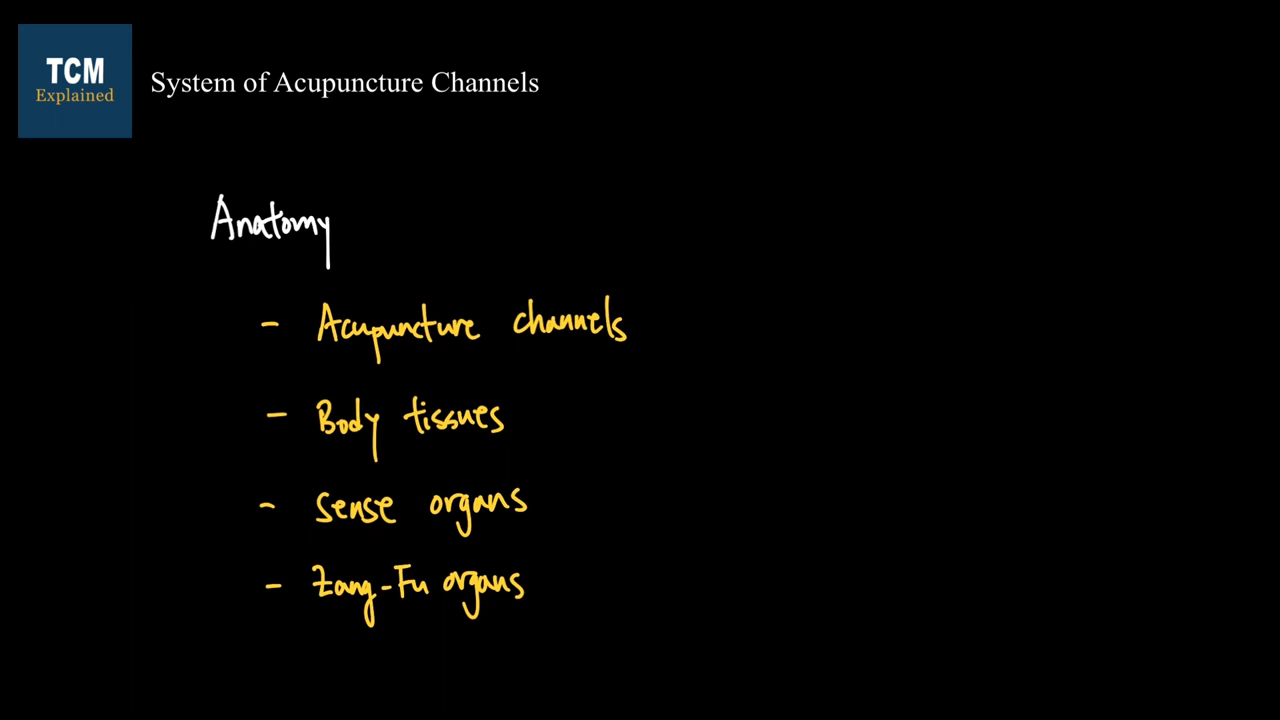 TCM
Explained
System of Acupuncture Channels
Anatomy
- Acupuncture channels
- Body tissues
- Sense organs
- Zang-Fu organs